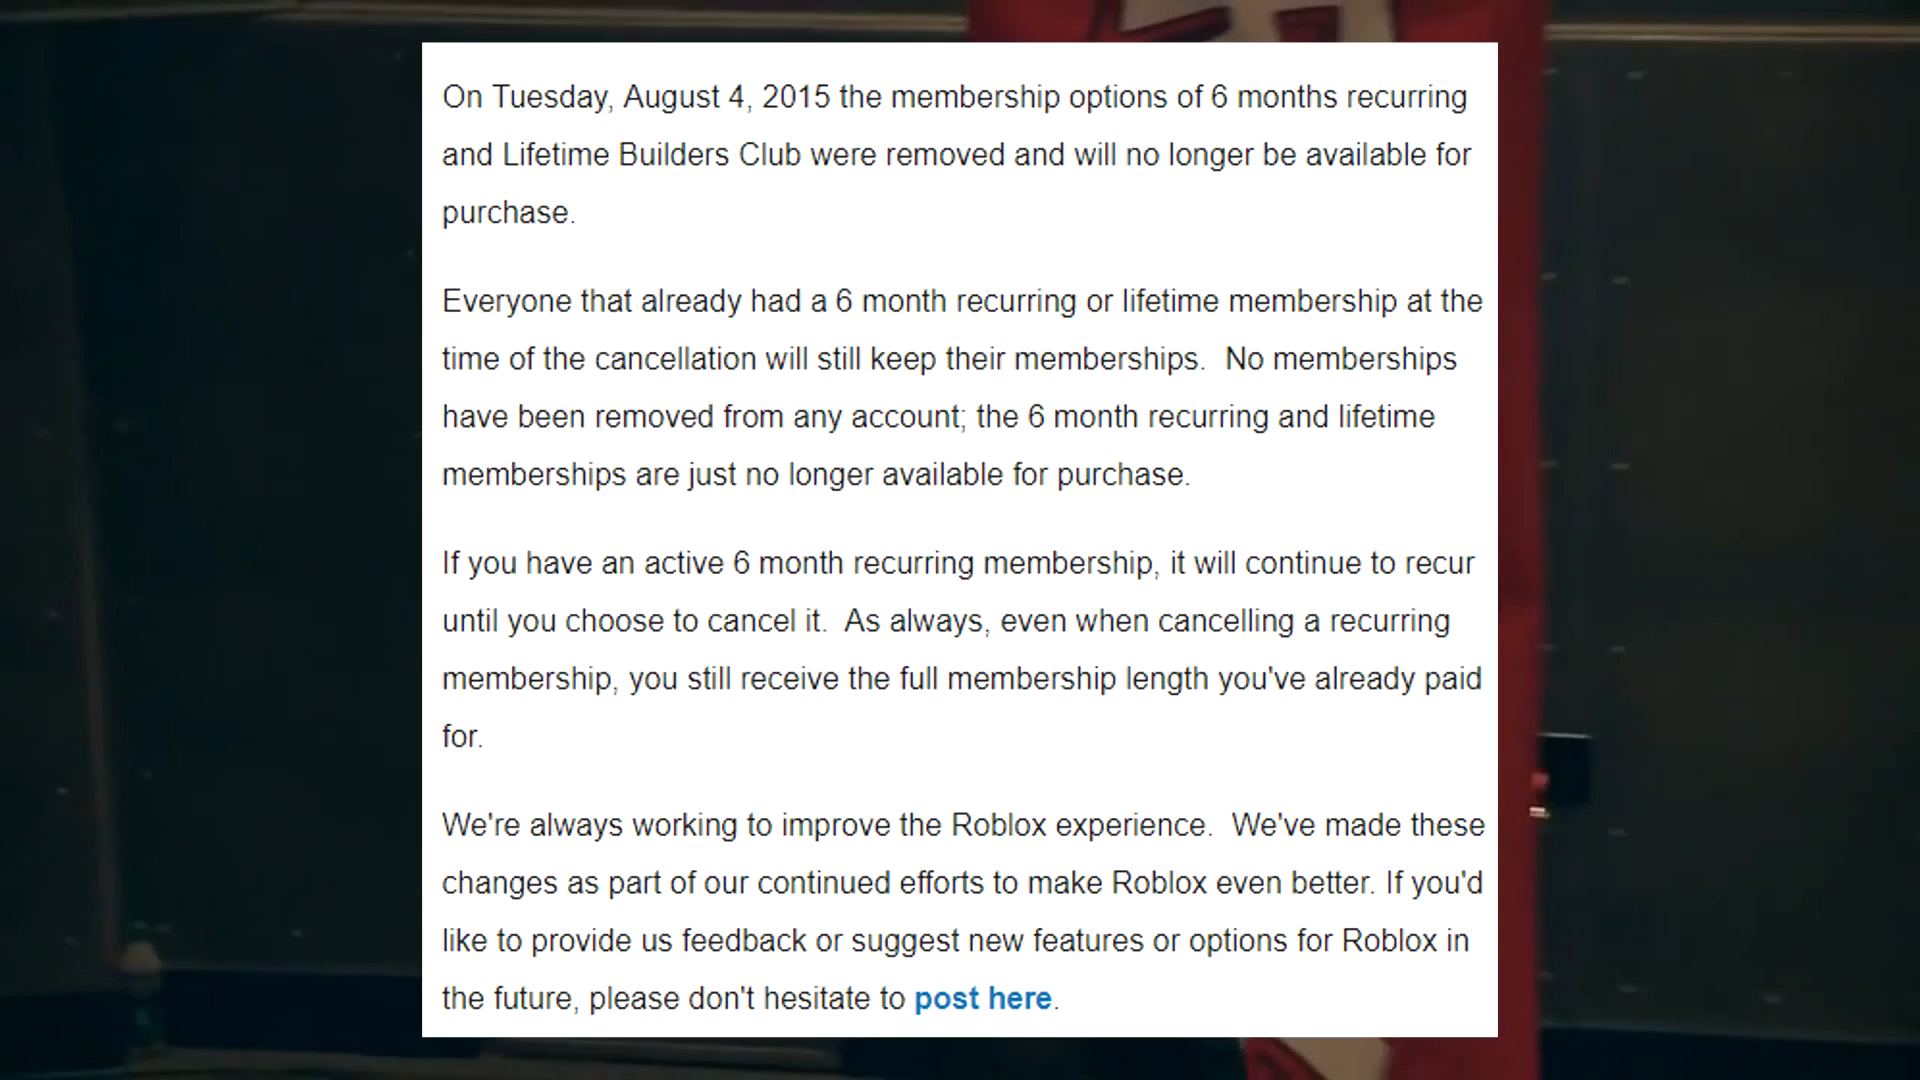 On Tuesday, August 4, 2015 the membership options of 6 months recurring
and Lifetime Builders Club were removed and will no longer be available for
purchase.
Everyone that already had a 6 month recurring or lifetime membership at the
time of the cancellation will still keep their memberships.  No memberships
have been removed from any account; the 6 month recurring and lifetime
memberships are just no longer available for purchase.
If you have an active 6 month recurring membership, it will continue to recur
until you choose to cancel it.  As always, even when cancelling a recurring
membership, you still receive the full membership length you've already paid
for.
We're always working to improve the Roblox experience.  We've made these
changes as part of our continued efforts to make Roblox even better. If you'd
like to provide us feedback or suggest new features or options for Roblox in
the future, please don't hesitate to post here.